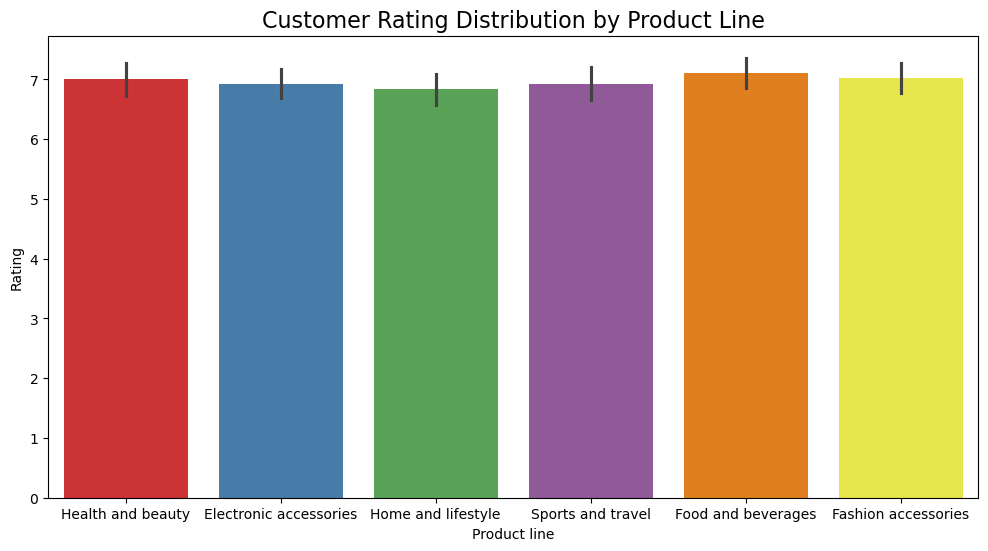 Customer Rating Distribution by Product Line
Rating
7
6
5
4
3
2
1
0
Health and beauty
Electronic accessories
Home and lifestyle
Sports and travel
Food and beverages
Fashion accessories
Product line